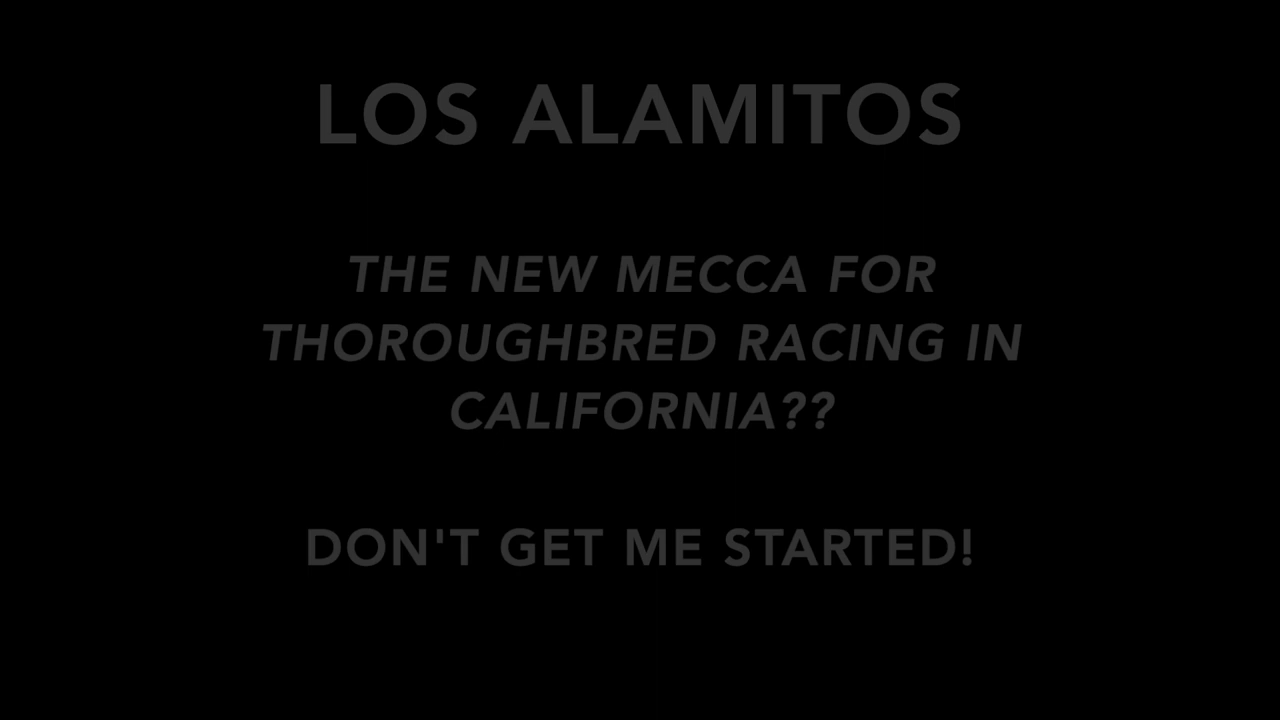 LOS ALAMITOS
THE NEW MECCA FOR
THOROUGHBRED RACING IN
CALIFORNIA??
DON'T GET ME STARTED!